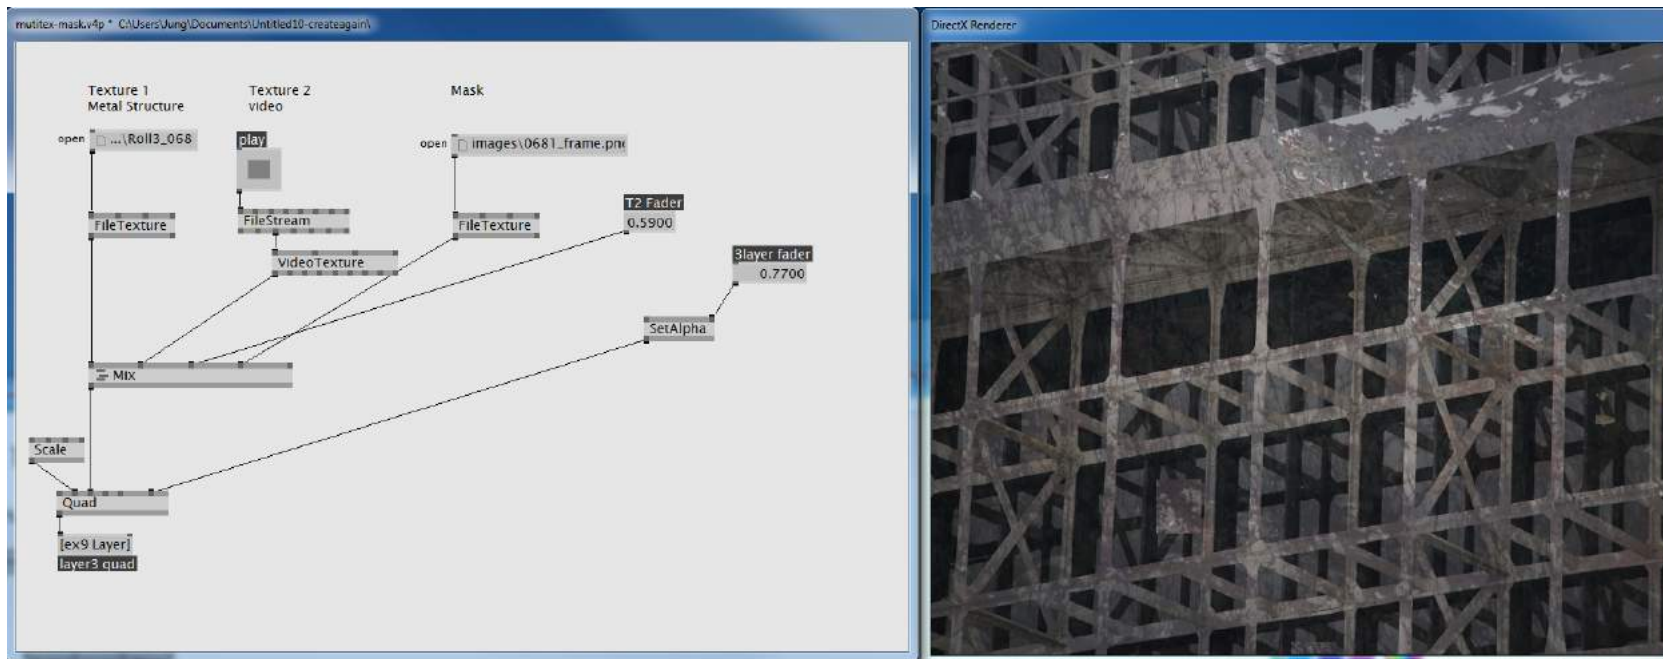 mutitex-mask.v4p * C:\Users\Jung\Documents\Untitled10-createagain\
DirectX Renderer
Texture 1
Metal Structure
Texture 2
video
Mask
open
...\Roll3_068
play
open
images\0681_frame.pn
FileTexture
FileStream
VideoTexture
FileTexture
T2 Fader
0.5900
3layer fader
0.7700
SetAlpha
Mix
Scale
Quad
[ex9 Layer]
layer3 quad